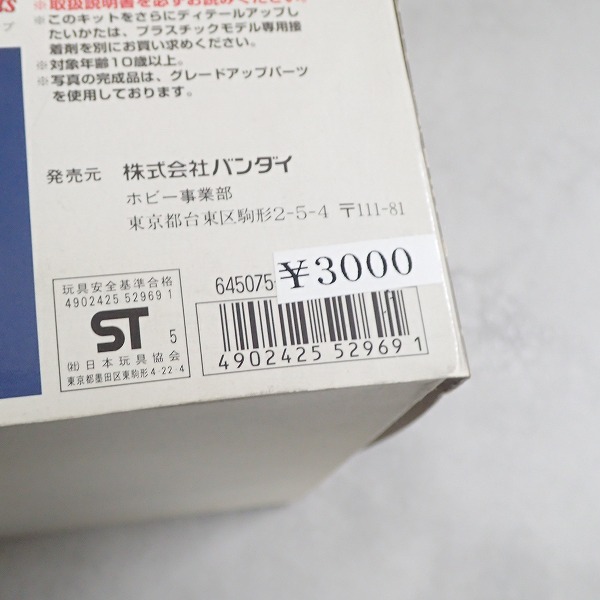 ts
プ
※取扱説明書を必ずお読みください。
※このキットをさらにディテールアップし
たいかたは、プラスチックモデル専用接
着剤を別にお買い求めください。
※対象年齢10歳以上。
※写真の完成品は、グレードアップパーツ
を使用しております。
発売元 株式会社バンダイ
ホビー事業部
東京都台東区駒形2-5-4 〒111-81
玩具安全基準合格
4902425 52969 1
ST 5
㈳日本玩具協会
東京都墨田区東駒形4-22-4
645075-
¥3000
4902425 529691